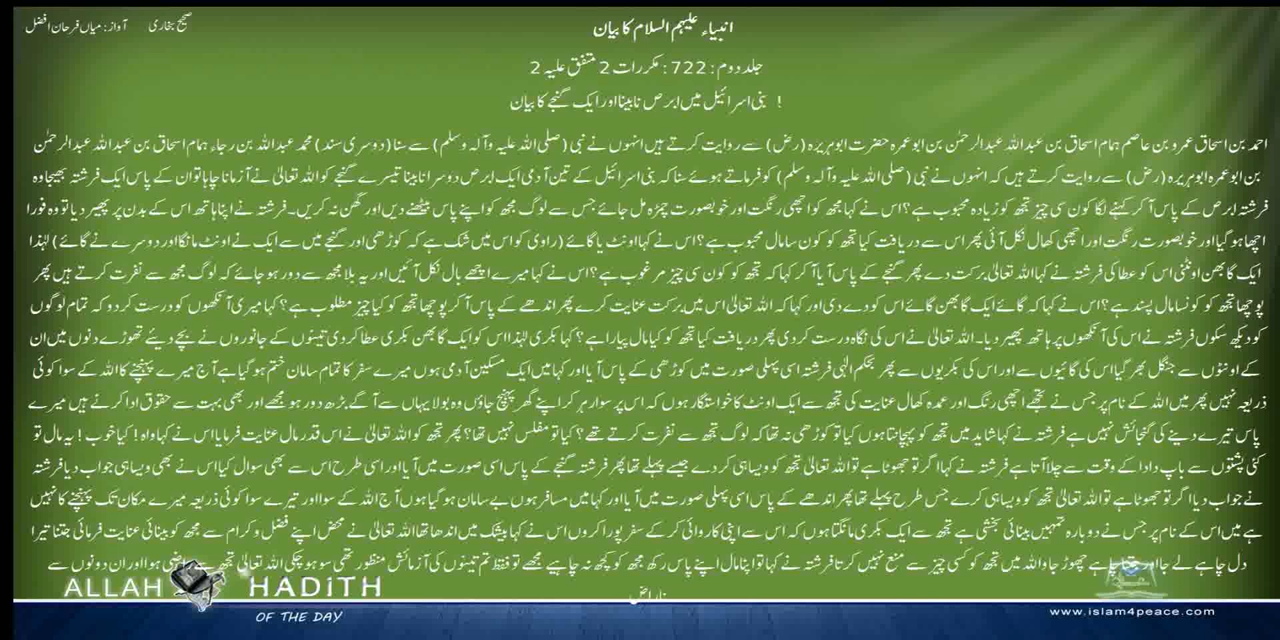 صحیح بخاری آواز: میاں فرحان افضل
انبیاء علیہم السلام کا بیان
جلد دوم : 722 : مکررات 2 متفق علیہ 2
! بنی اسرائیل میں ابرص نابینا اور ایک گنجے کا بیان
احمد بن اسحاق عمرو بن عاصم ہمام اسحاق بن عبداللہ عبدالرحمٰن بن ابوعمرہ حضرت ابوہریرہ (رض) سے روایت کرتے ہیں انہوں نے نبی (صلی اللہ علیہ وآلہ وسلم) سے سنا (دوسری سند) محمد عبداللہ بن رجاء ہمام اسحاق بن عبداللہ عبدالرحمٰن
بن ابوعمرہ ابوہریرہ (رض) سے روایت کرتے ہیں کہ انہوں نے نبی (صلی اللہ علیہ وآلہ وسلم) کو فرماتے ہوئے سنا کہ بنی اسرائیل کے تین آدمی ایک ابرص دوسرا نابینا تیسرے گنجے کو اللہ تعالیٰ نے آزمانا چاہا تو ان کے پاس ایک فرشتہ بھیجا وہ
فرشتہ ابرص کے پاس آ کر کہنے لگا کون سی چیز تجھ کو زیادہ محبوب ہے؟ اس نے کہا مجھ کو اچھی رنگت اور خوبصورت چمڑہ مل جائے جس سے لوگ مجھ کو اپنے پاس بیٹھنے دیں اور گھن نہ کریں۔ فرشتہ نے اپنا ہاتھ اس کے بدن پر پھیر دیا تو وہ فورا
اچھا ہوگیا اور خوبصورت رنگت اور اچھی کھال نکل آئی پھر اس سے دریافت کیا تجھ کو کون سا مال محبوب ہے؟ اس نے کہا اونٹ یا گائے (راوی کو اس میں شک ہے کہ کوڑھی اور گنجے میں سے ایک نے اونٹ مانگا اور دوسرے نے گائے) لہٰذا
ایک گابھن اونٹنی اس کو عطا کی فرشتہ نے کہا اللہ تعالیٰ برکت دے پھر گنجے کے پاس آیا آ کر کہا کہ تجھ کو کون سی چیز مرغوب ہے؟ اس نے کہا میرے اچھے بال نکل آئیں اور یہ بلا مجھ سے دور ہو جائے کہ لوگ مجھ سے نفرت کرتے ہیں پھر
پوچھا تجھ کو کونسا مال پسند ہے؟ اس نے کہا کہ گائے ایک گابھن گائے اس کو دے دی اور کہا کہ اللہ تعالیٰ اس میں برکت عنایت کرے پھر اندھے کے پاس آ کر پوچھا تجھ کو کیا چیز مطلوب ہے؟ کہا میری آنکھوں کو درست کر دو کہ تمام لوگوں
کو دیکھ سکوں فرشتہ نے اس کی آنکھوں پر ہاتھ پھیر دیا۔ اللہ تعالیٰ نے اس کی نگاہ درست کر دی پھر دریافت کیا تجھ کو کیا مال پیارا ہے؟ کہا بکری لہٰذا اس کو ایک گابھن بکری عطا کر دی تینوں کے جانوروں نے بچے دیئے تھوڑے دنوں میں ان
کے اونٹوں سے جنگل بھر گیا اس کی گائیوں سے اور اس کی بکریوں سے پھر بحکم الٰہی فرشتہ اسی پہلی صورت میں کوڑھی کے پاس آیا اور کہا میں ایک مسکین آدمی ہوں میرے سفر کا تمام سامان ختم ہوگیا ہے آج میرے پہنچنے کا اللہ کے سوا کوئی
ذریعہ نہیں پھر میں اللہ کے نام پر جس نے تجھے اچھی رنگ اور عمدہ کھال عنایت کی تجھ سے ایک اونٹ کا خواستگار ہوں کہ اس پر سوار ہو کر اپنے گھر پہنچ جاؤں وہ بولا یہاں سے آگے بڑھ دور ہو مجھے اور بھی بہت سے حقوق ادا کرنے ہیں میرے
پاس تیرے دینے کی گنجائش نہیں ہے فرشتہ نے کہا شاید میں تجھ کو پہچانتا ہوں کیا تو کوڑھی نہ تھا کہ لوگ تجھ سے نفرت کرتے تھے؟ کیا تو مفلس نہیں تھا؟ پھر تجھ کو اللہ تعالیٰ نے اس قدر مال عنایت فرمایا اس نے کہا واہ! کیا خوب! یہ مال تو
کئی پشتوں سے باپ دادا کے وقت سے چلا آتا ہے فرشتہ نے کہا اگر تو جھوٹا ہے تو اللہ تعالیٰ تجھ کو ویسا ہی کر دے جیسے پہلے تھا پھر فرشتہ گنجے کے پاس اسی صورت میں آیا اور اسی طرح اس سے بھی سوال کیا اس نے بھی ویسا ہی جواب دیا فرشتہ
نے جواب دیا اگر تو جھوٹا ہے تو اللہ تعالیٰ تجھ کو ویسا ہی کرے جس طرح پہلے تھا پھر اندھے کے پاس اسی پہلی صورت میں آیا اور کہا میں مسافر ہوں بے سامان ہوگیا ہوں آج اللہ کے سوا اور تیرے سوا کوئی ذریعہ میرے مکان تک پہنچنے کا نہیں
ہے میں اس کے نام پر جس نے دوبارہ تمہیں بینائی بخشی ہے تجھ سے ایک بکری مانگتا ہوں کہ اس سے اپنی کاروائی کر کے سفر پورا کروں اس نے کہا بیشک میں اندھا تھا اللہ تعالیٰ نے محض اپنے فضل و کرام سے مجھ کو بینائی عنایت فرمائی جتنا تیرا
دل چاہے لے جا اور جتنا چاہے چھوڑ جا واللہ میں تجھ کو کسی چیز سے منع نہیں کرتا فرشتہ نے کہا تو اپنا مال اپنے پاس رکھ مجھ کو کچھ نہ چاہیے مجھے تو فقط تم تینوں کی آزمائش منظور تھی سو ہو چکی اللہ تعالیٰ تجھ سے راضی ہوا اور ان دونوں سے
ناراض
ALLAH HADITH
OF THE DAY
www.islam4peace.com